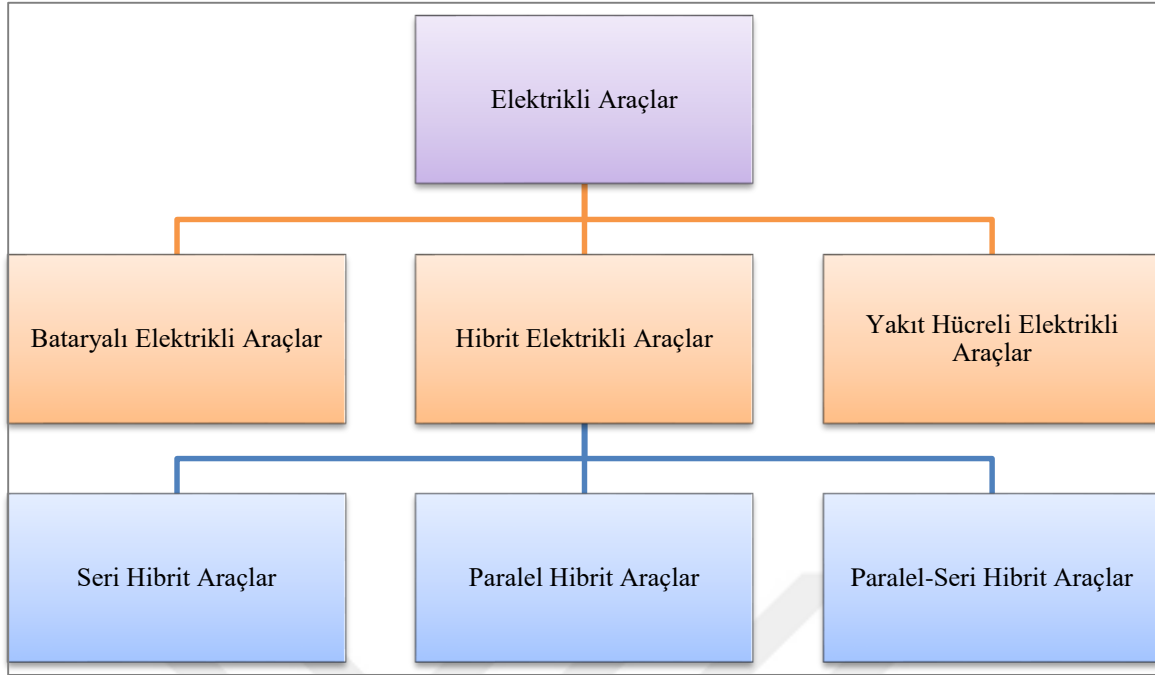 Elektrikli Araçlar
Bataryalı Elektrikli Araçlar
Hibrit Elektrikli Araçlar
Yakıt Hücreli Elektrikli
Araçlar
Seri Hibrit Araçlar
Paralel Hibrit Araçlar
Paralel-Seri Hibrit Araçlar